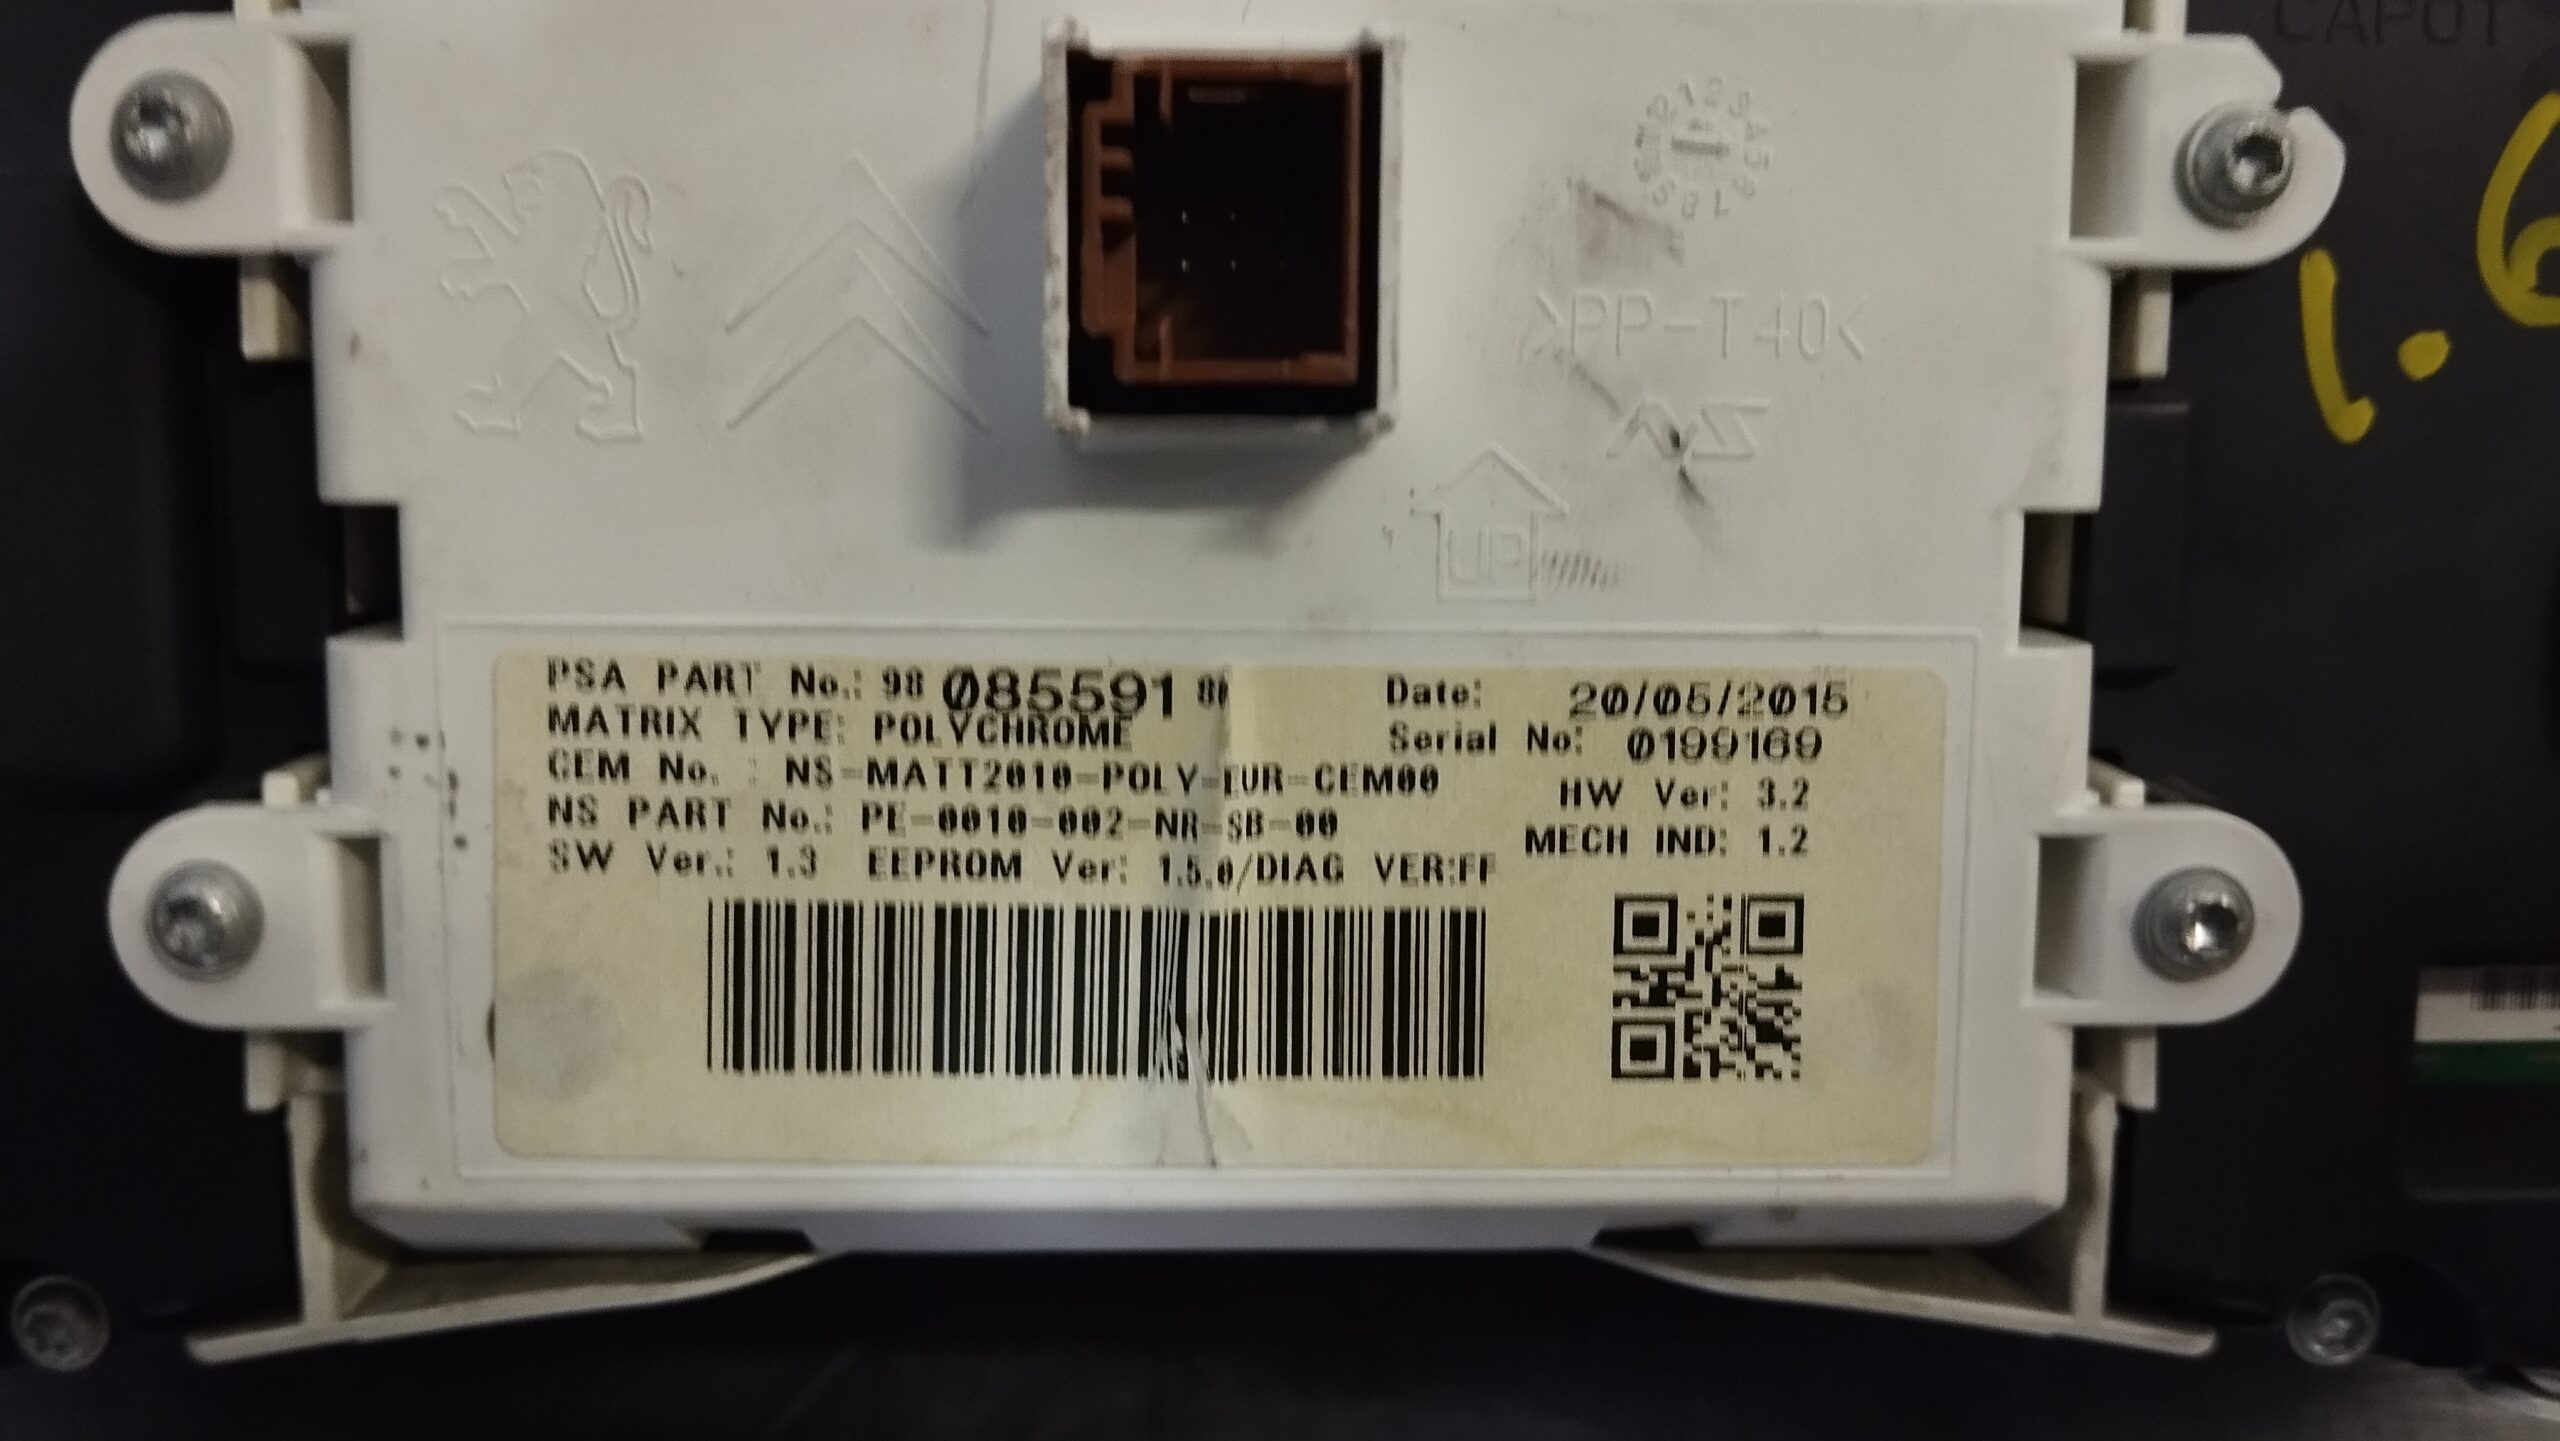 CAPOT
1.6
>PP-T40<
UP
PSA PART No.: 98 085591 80 Date: 20/05/2015
MATRIX TYPE: POLYCHROME Serial No: 0199169
CEM No. : NS-MATT2010-POLY-EUR-CEM00 HW Ver: 3.2
NS PART No.: PE-0010-002-NR-SB-00 MECH IND: 1.2
SW Ver.: 1.3 EEPROM Ver: 1.5.0/DIAG VER:FF